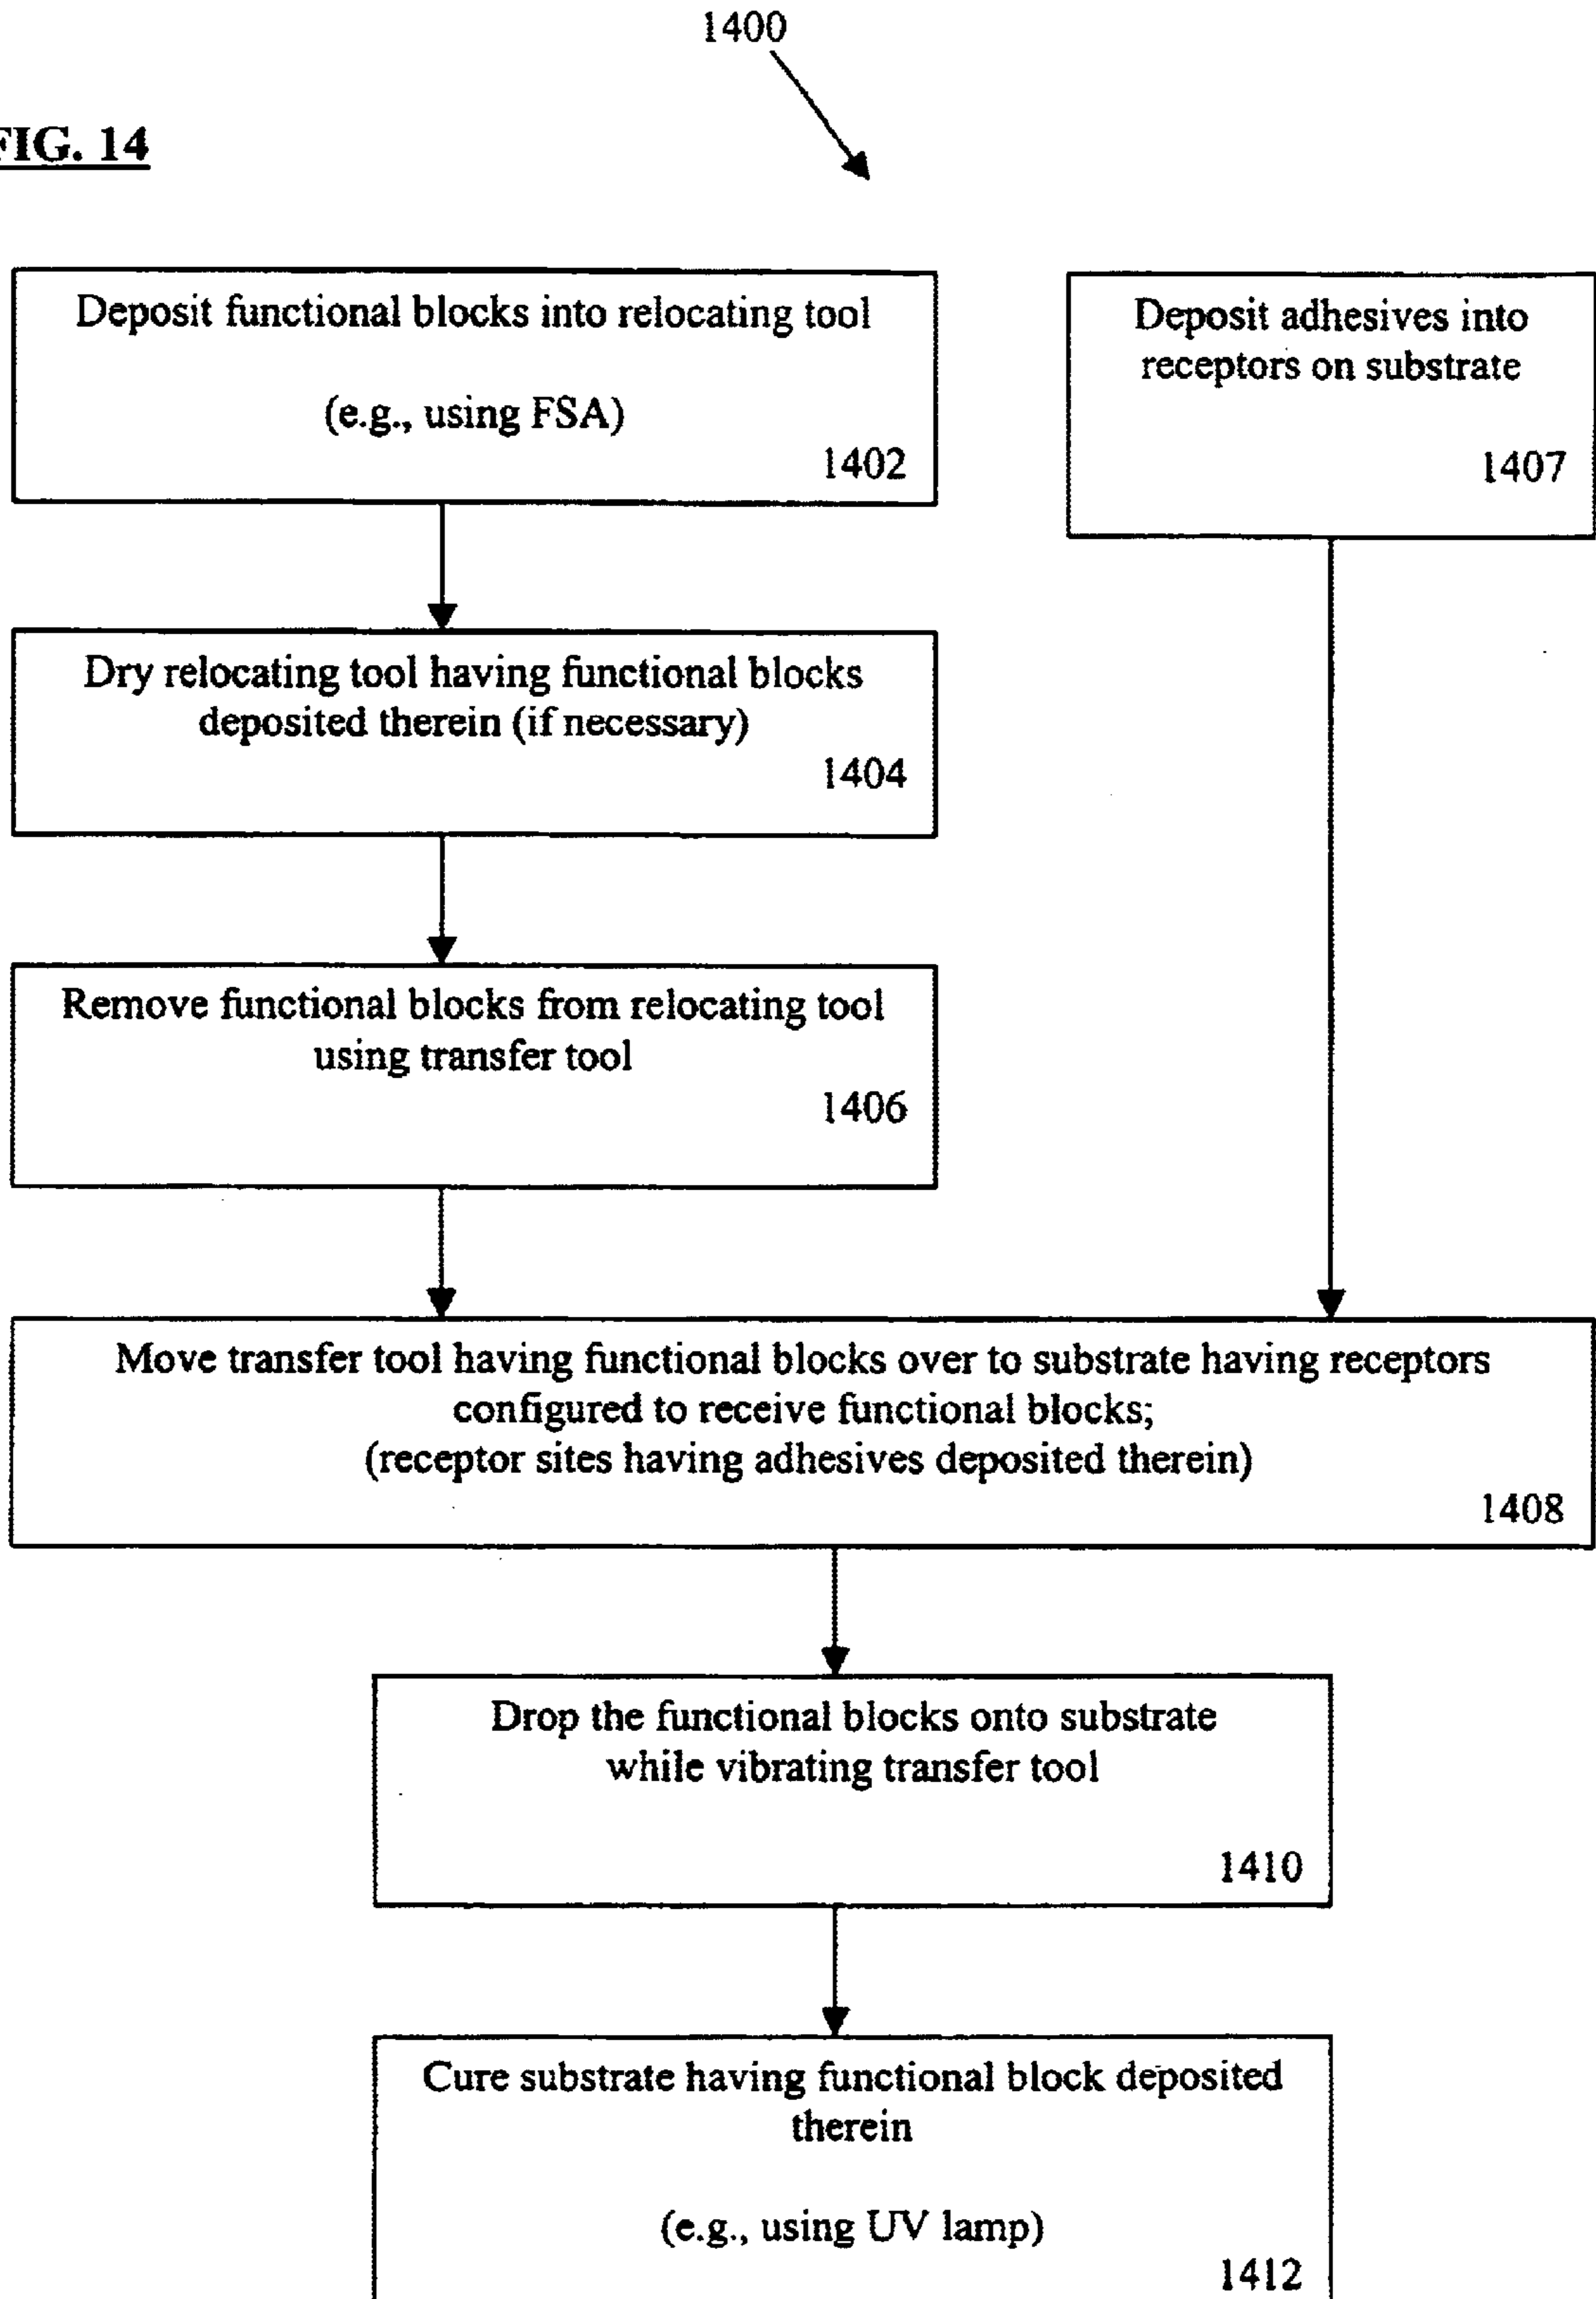 1400
FIG. 14
Deposit functional blocks into relocating tool
(e.g., using FSA)
1402
Deposit adhesives into
receptors on substrate
1407
Dry relocating tool having functional blocks
deposited therein (if necessary)
1404
Remove functional blocks from relocating tool
using transfer tool
1406
Move transfer tool having functional blocks over to substrate having receptors
configured to receive functional blocks;
(receptor sites having adhesives deposited therein)
1408
Drop the functional blocks onto substrate
while vibrating transfer tool
1410
Cure substrate having functional block deposited
therein
(e.g., using UV lamp)
1412